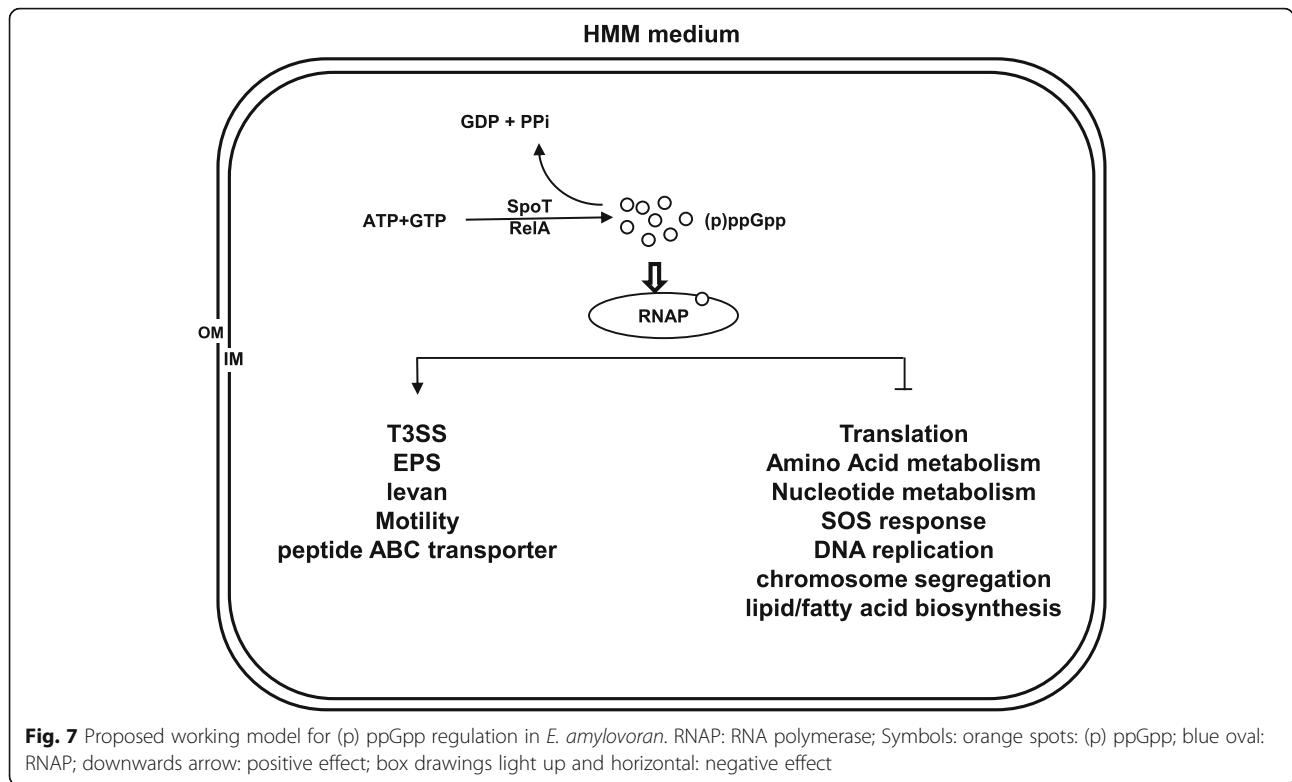 HMM medium
GDP + PPi
ATP+GTP
SpoT
RelA
(p)ppGpp
RNAP
OM
IM
T3SS
EPS
levan
Motility
peptide ABC transporter
Translation
Amino Acid metabolism
Nucleotide metabolism
SOS response
DNA replication
chromosome segregation
lipid/fatty acid biosynthesis
Fig. 7 Proposed working model for (p) ppGpp regulation in E. amylovoran. RNAP: RNA polymerase; Symbols: orange spots: (p) ppGpp; blue oval:
RNAP; downwards arrow: positive effect; box drawings light up and horizontal: negative effect